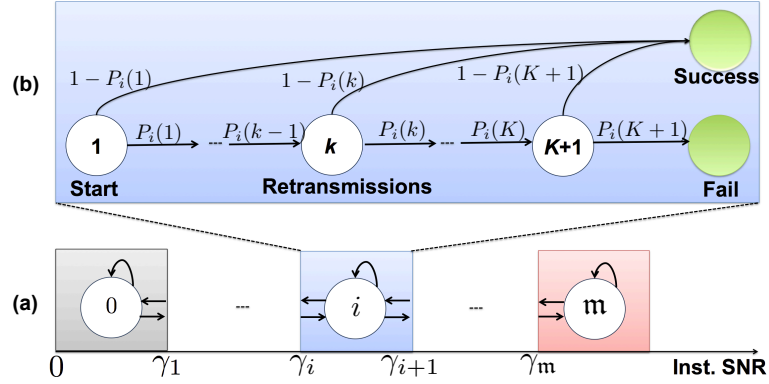 (b)
1 − P_i(1)
1 − P_i(k)
1 − P_i(K + 1)
Success
P_i(1)
---
P_i(k − 1)
P_i(k)
---
P_i(K)
P_i(K + 1)
1
k
K+1
Start
Retransmissions
Fail
(a)
0
---
i
---
𝔪
0
γ_1
γ_i
γ_{i+1}
γ_𝔪
Inst. SNR